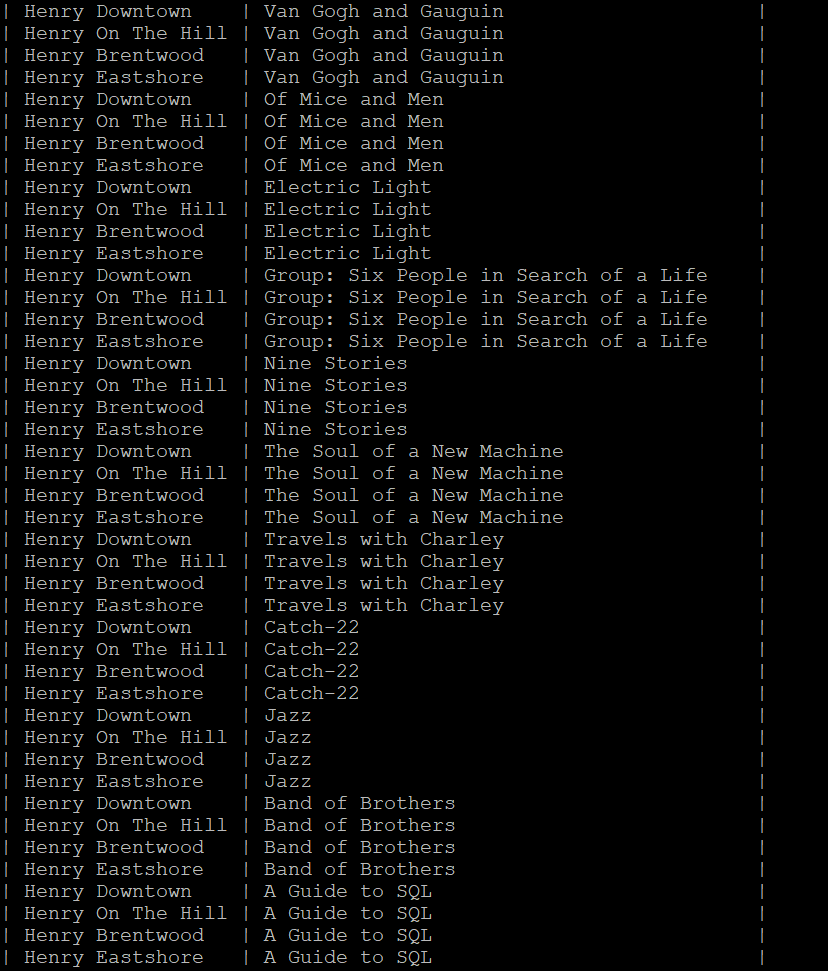 | Henry Downtown    | Van Gogh and Gauguin                     |
| Henry On The Hill | Van Gogh and Gauguin                     |
| Henry Brentwood   | Van Gogh and Gauguin                     |
| Henry Eastshore   | Van Gogh and Gauguin                     |
| Henry Downtown    | Of Mice and Men                          |
| Henry On The Hill | Of Mice and Men                          |
| Henry Brentwood   | Of Mice and Men                          |
| Henry Eastshore   | Of Mice and Men                          |
| Henry Downtown    | Electric Light                           |
| Henry On The Hill | Electric Light                           |
| Henry Brentwood   | Electric Light                           |
| Henry Eastshore   | Electric Light                           |
| Henry Downtown    | Group: Six People in Search of a Life    |
| Henry On The Hill | Group: Six People in Search of a Life    |
| Henry Brentwood   | Group: Six People in Search of a Life    |
| Henry Eastshore   | Group: Six People in Search of a Life    |
| Henry Downtown    | Nine Stories                             |
| Henry On The Hill | Nine Stories                             |
| Henry Brentwood   | Nine Stories                             |
| Henry Eastshore   | Nine Stories                             |
| Henry Downtown    | The Soul of a New Machine                |
| Henry On The Hill | The Soul of a New Machine                |
| Henry Brentwood   | The Soul of a New Machine                |
| Henry Eastshore   | The Soul of a New Machine                |
| Henry Downtown    | Travels with Charley                     |
| Henry On The Hill | Travels with Charley                     |
| Henry Brentwood   | Travels with Charley                     |
| Henry Eastshore   | Travels with Charley                     |
| Henry Downtown    | Catch-22                                 |
| Henry On The Hill | Catch-22                                 |
| Henry Brentwood   | Catch-22                                 |
| Henry Eastshore   | Catch-22                                 |
| Henry Downtown    | Jazz                                     |
| Henry On The Hill | Jazz                                     |
| Henry Brentwood   | Jazz                                     |
| Henry Eastshore   | Jazz                                     |
| Henry Downtown    | Band of Brothers                         |
| Henry On The Hill | Band of Brothers                         |
| Henry Brentwood   | Band of Brothers                         |
| Henry Eastshore   | Band of Brothers                         |
| Henry Downtown    | A Guide to SQL                           |
| Henry On The Hill | A Guide to SQL                           |
| Henry Brentwood   | A Guide to SQL                           |
| Henry Eastshore   | A Guide to SQL                           |